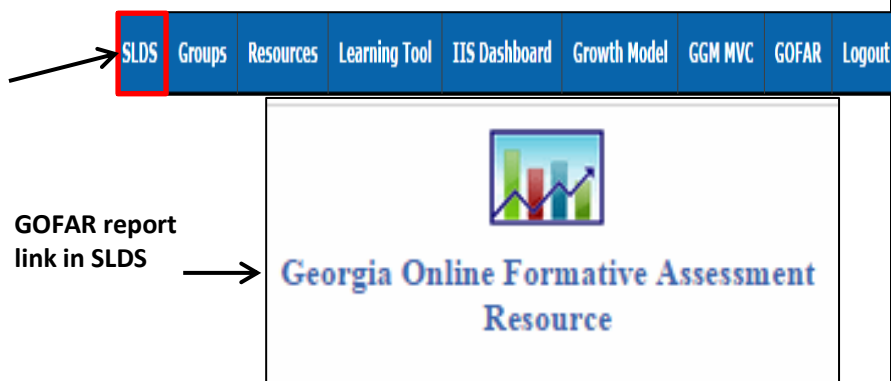 SLDS Groups Resources Learning Tool IIS Dashboard Growth Model GGM MVC GOFAR Logout
GOFAR report
link in SLDS
Georgia Online Formative Assessment
Resource